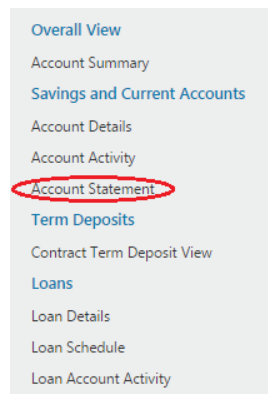 Overall View
Account Summary
Savings and Current Accounts
Account Details
Account Activity
Account Statement
Term Deposits
Contract Term Deposit View
Loans
Loan Details
Loan Schedule
Loan Account Activity